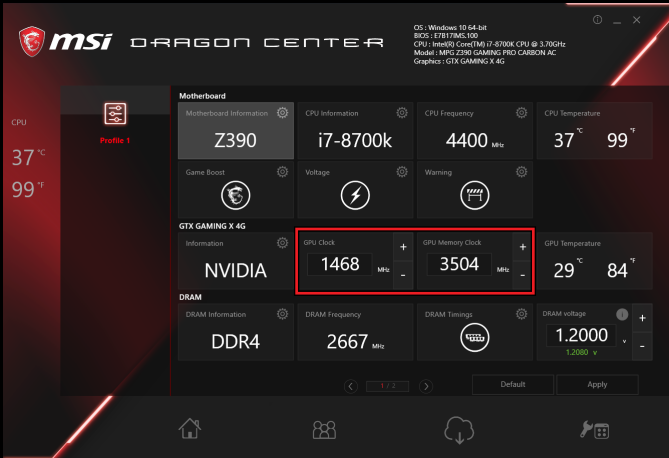 msi DRAGON CENTER
OS : Windows 10 64-bit
BIOS : E7B17IMS.100
CPU : Intel(R) Core(TM) i7-8700K CPU @ 3.70GHz
Model : MPG Z390 GAMING PRO CARBON AC
Graphics : GTX GAMING X 4G
CPU
37 °C
99 °F
Profile 1
Motherboard
Motherboard Information
Z390
CPU Information
i7-8700k
CPU Frequency
4400 MHz
CPU Temperature
37 °C 99 °F
Game Boost
Voltage
Warning
GTX GAMING X 4G
Information
NVIDIA
GPU Clock
1468 MHz + -
GPU Memory Clock
3504 MHz + -
GPU Temperature
29 °C 84 °F
DRAM
DRAM Information
DDR4
DRAM Frequency
2667 MHz
DRAM Timings
DRAM voltage i
1.2000 v + -
1.2080 v
< 1 / 2 >
Default
Apply